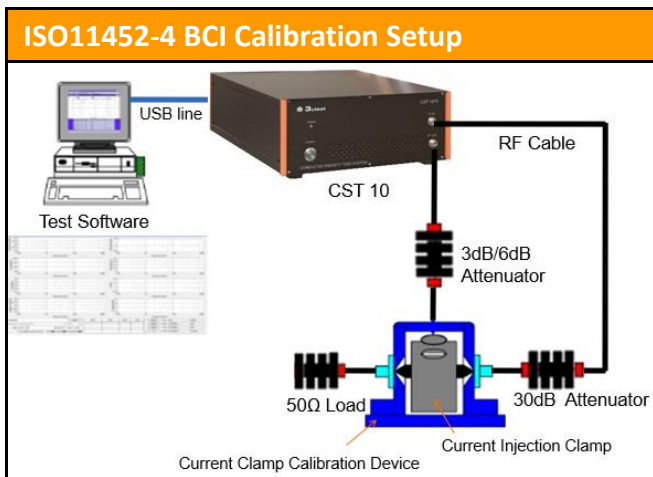 ISO11452-4 BCI Calibration Setup
USB line
3ctest
RF Cable
CST 10
Test Software
3dB/6dB
Attenuator
50Ω Load
30dB Attenuator
Current Injection Clamp
Current Clamp Calibration Device